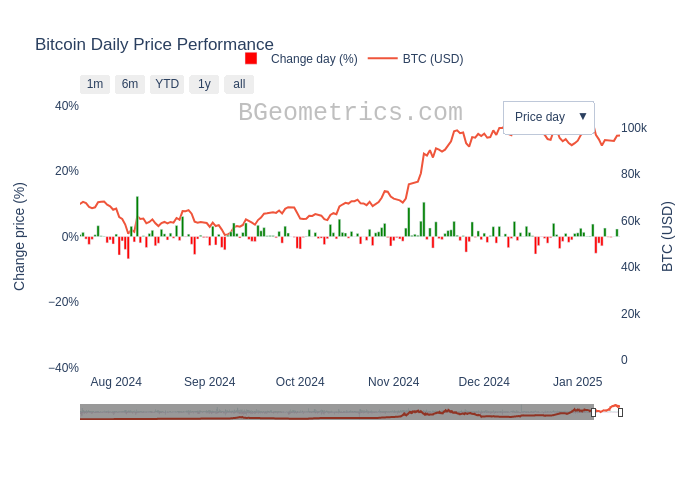 Bitcoin Daily Price Performance
Change day (%)
BTC (USD)
1m
6m
YTD
1y
all
BGeometrics.com
Price day ▼
40%
20%
0%
−20%
−40%
Change price (%)
100k
80k
60k
40k
20k
0
BTC (USD)
Aug 2024
Sep 2024
Oct 2024
Nov 2024
Dec 2024
Jan 2025